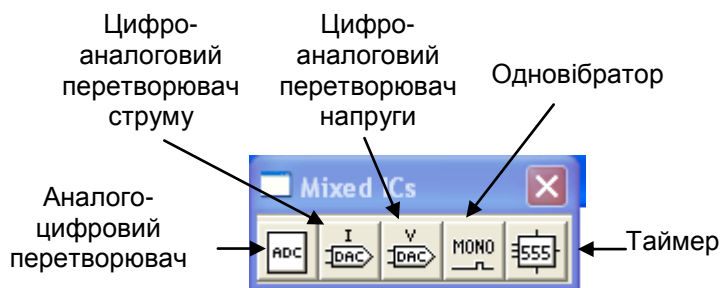 Цифро-
аналоговий
перетворювач
струму
Цифро-
аналоговий
перетворювач
напруги
Одновібратор
Аналого-
цифровий
перетворювач
Mixed ICs
ADC
I
DAC
V
DAC
MONO
555
Таймер